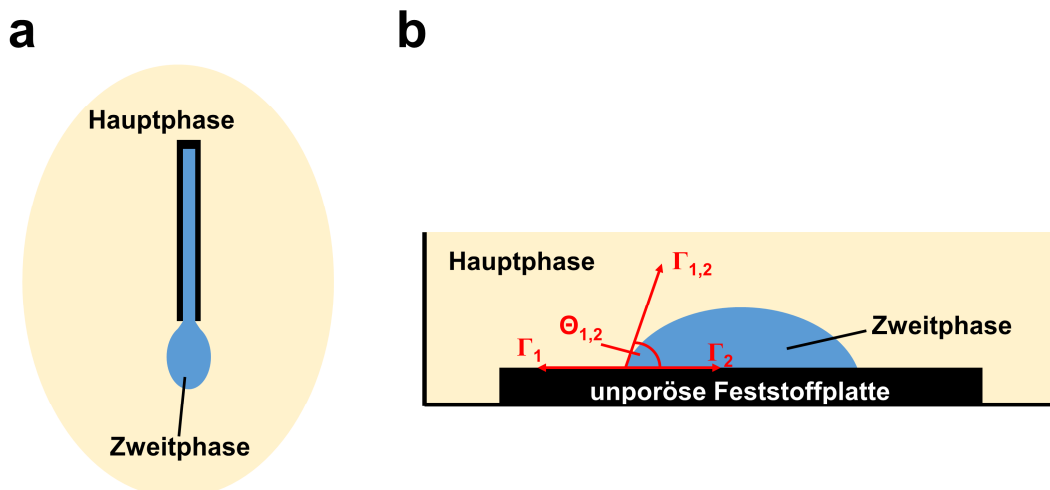 a
Hauptphase
Zweitphase
b
Hauptphase
Γ1,2
Θ1,2
Γ1
Γ2
Zweitphase
unporöse Feststoffplatte